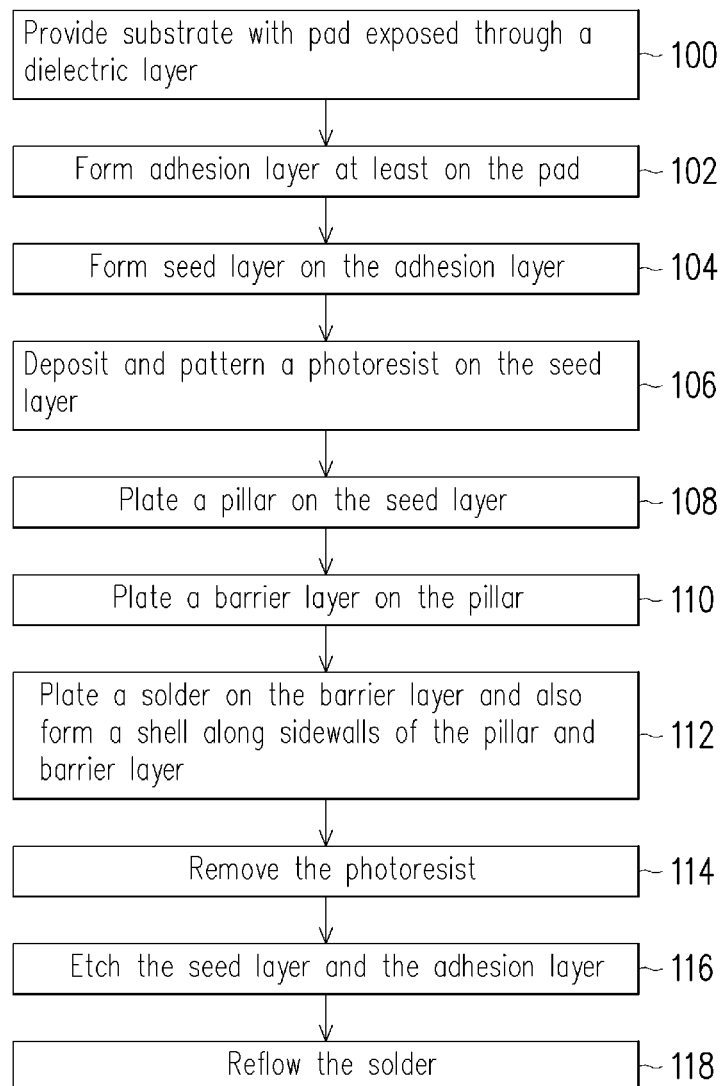 Provide substrate with pad exposed through a
dielectric layer
100
Form adhesion layer at least on the pad
102
Form seed layer on the adhesion layer
104
Deposit and pattern a photoresist on the seed
layer
106
Plate a pillar on the seed layer
108
Plate a barrier layer on the pillar
110
Plate a solder on the barrier layer and also
form a shell along sidewalls of the pillar and
barrier layer
112
Remove the photoresist
114
Etch the seed layer and the adhesion layer
116
Reflow the solder
118